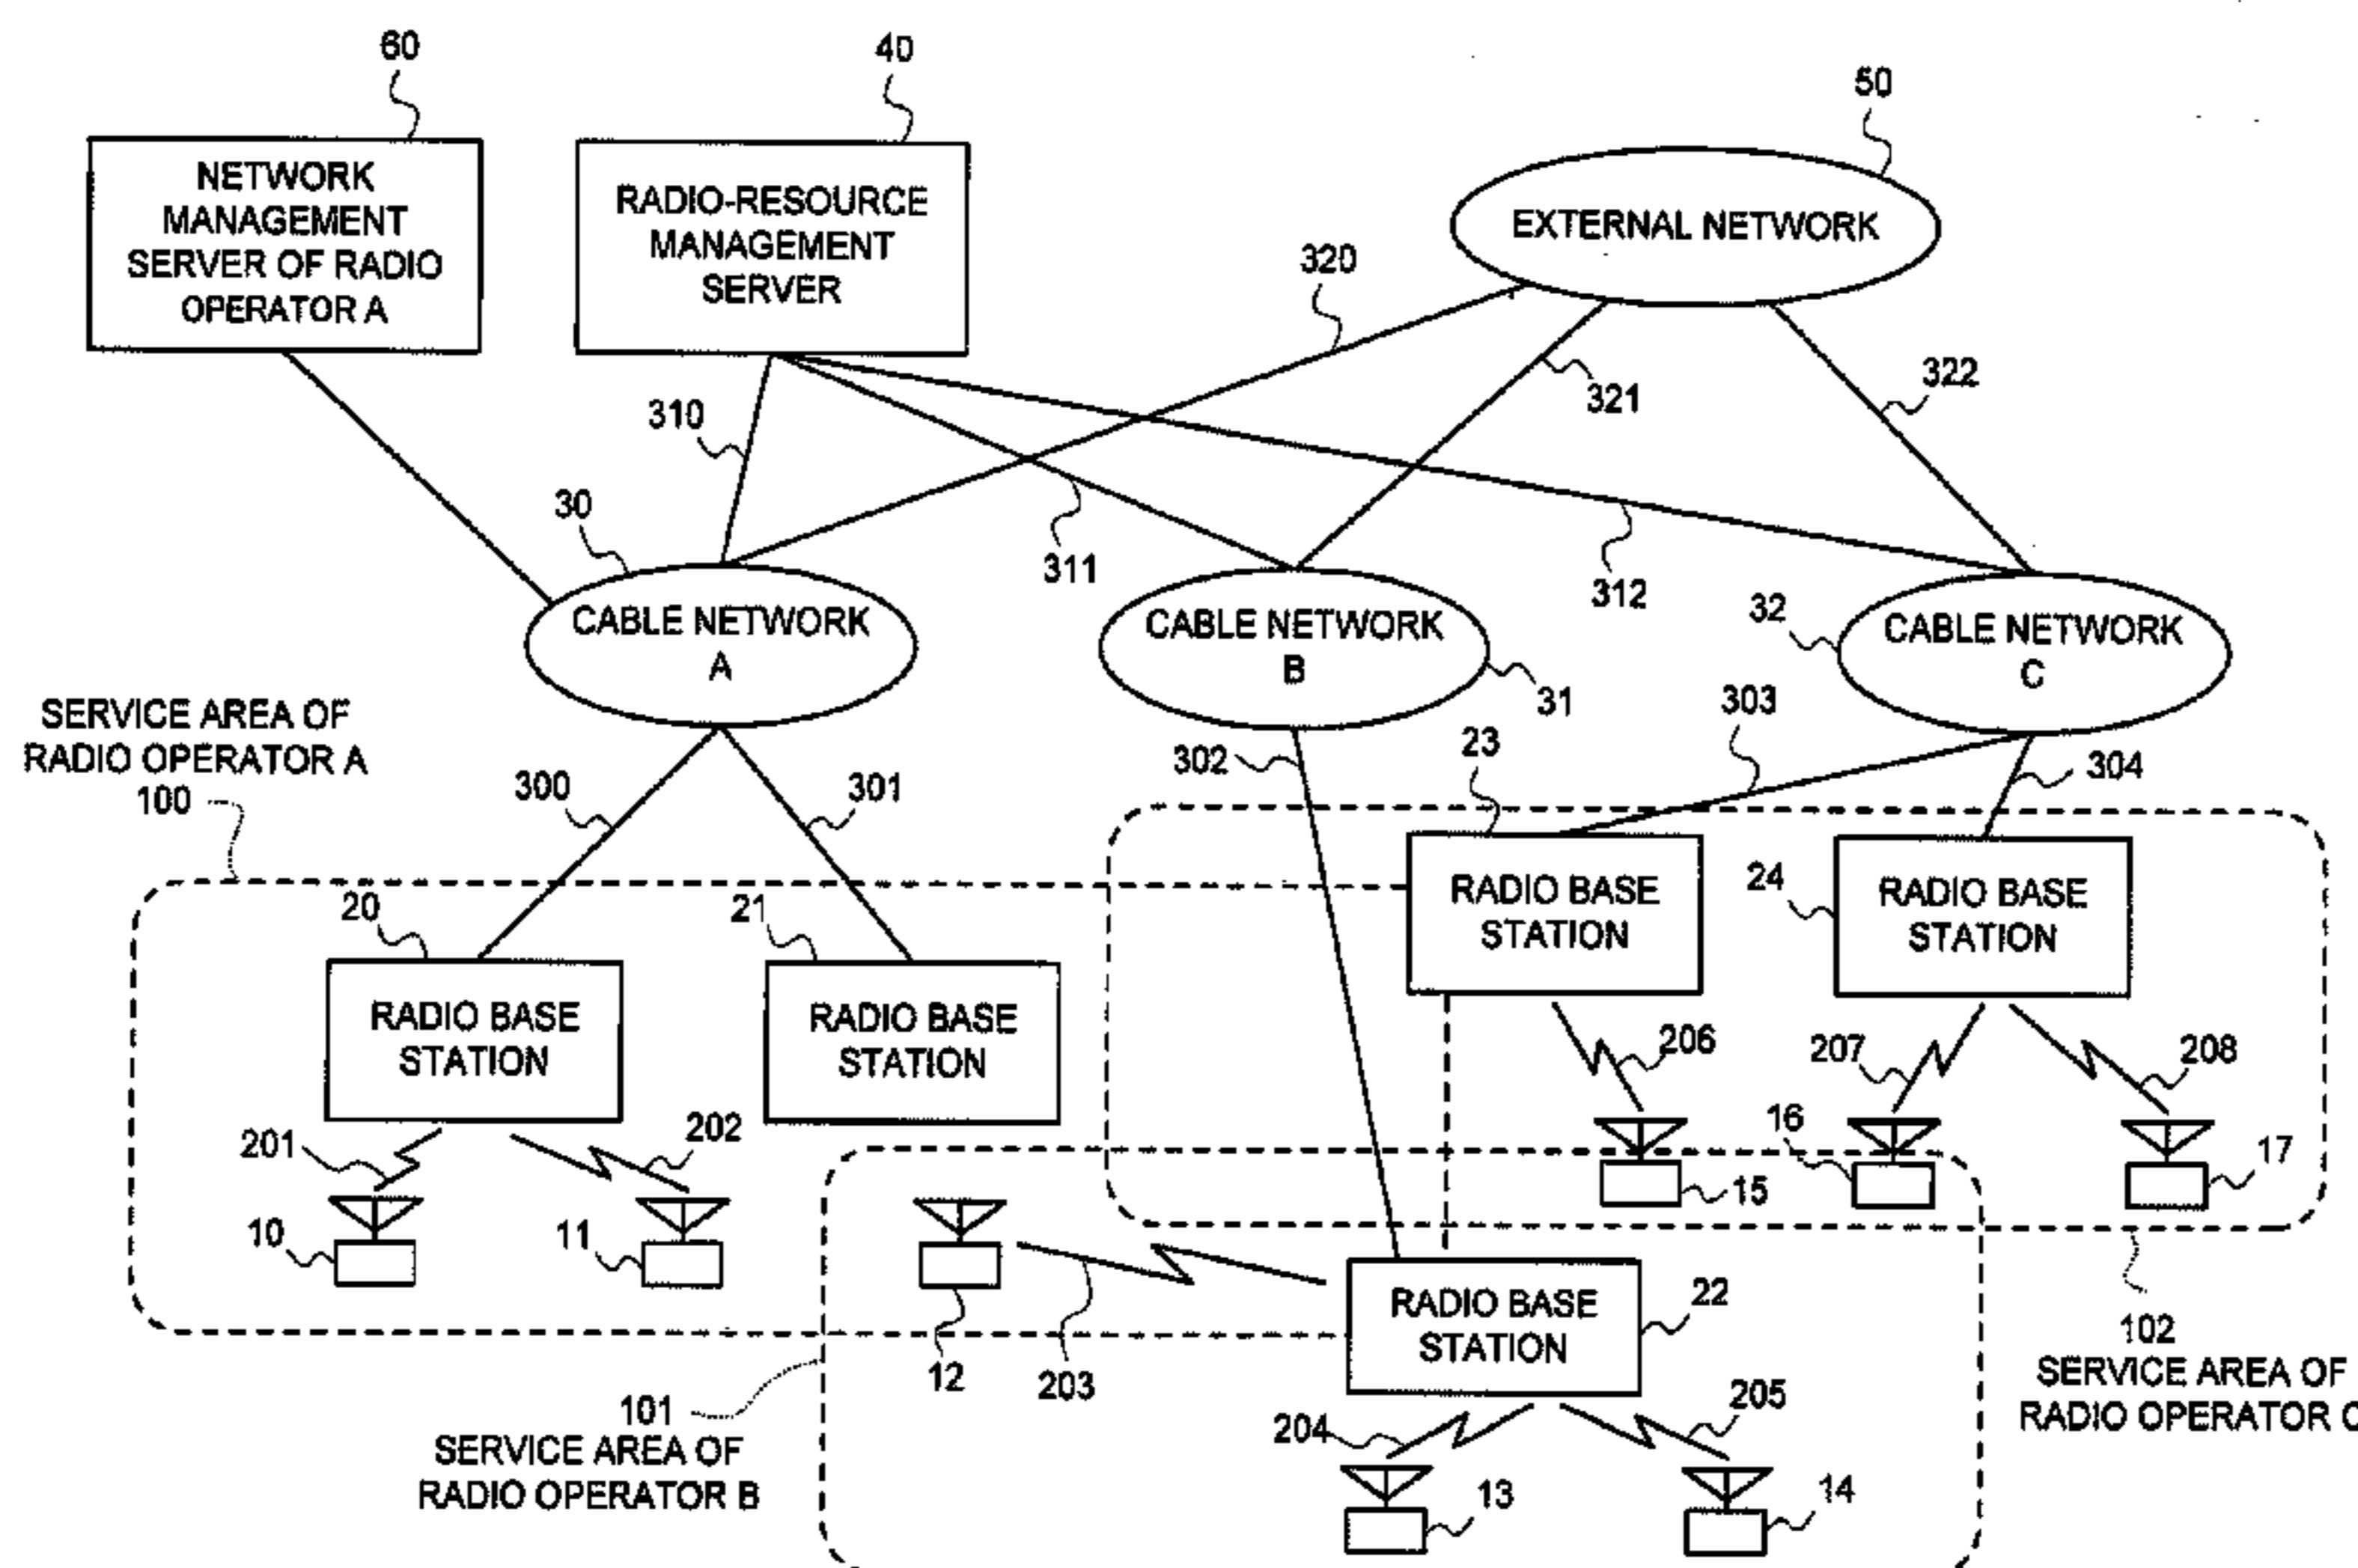 60
40
50
NETWORK
MANAGEMENT
SERVER OF RADIO
OPERATOR A
RADIO-RESOURCE
MANAGEMENT
SERVER
EXTERNAL NETWORK
320
321
322
310
311
312
30
CABLE NETWORK
A
CABLE NETWORK
B
31
32
CABLE NETWORK
C
SERVICE AREA OF
RADIO OPERATOR A
100
300
301
302
303
304
23
RADIO BASE
STATION
24
RADIO BASE
STATION
20
RADIO BASE
STATION
21
RADIO BASE
STATION
206
207
208
201
202
10
11
12
203
15
16
17
RADIO BASE
STATION
22
102
SERVICE AREA OF
RADIO OPERATOR C
101
SERVICE AREA OF
RADIO OPERATOR B
204
205
13
14